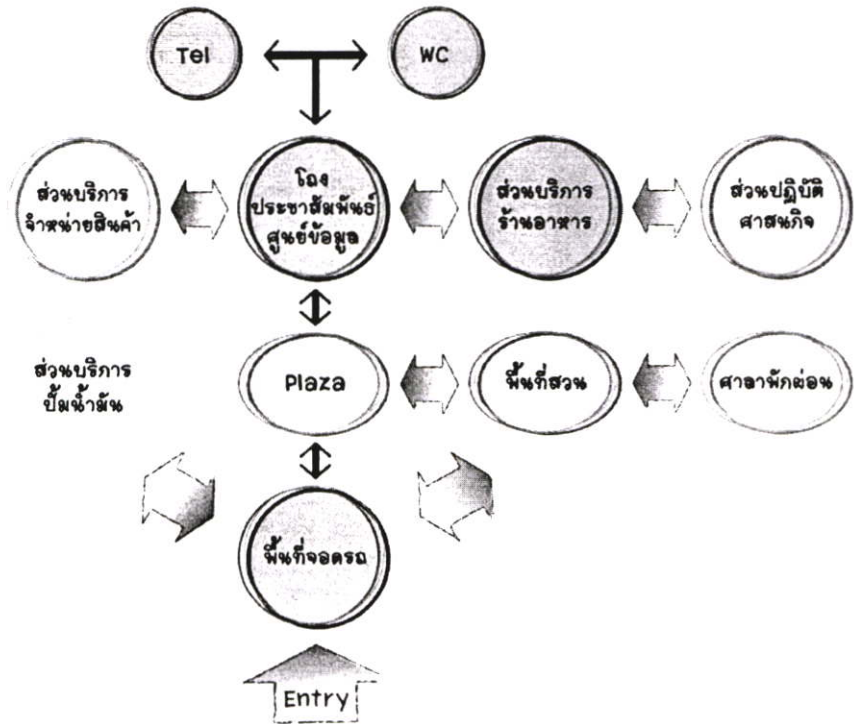 Tel
WC
ส่วนบริการ
จำหน่ายสินค้า
โถง
ประชาสัมพันธ์
ศูนย์ข้อมูล
ส่วนบริการ
ร้านอาหาร
ส่วนปฏิบัติ
ศาสนกิจ
ส่วนบริการ
ปั๊มน้ำมัน
Plaza
พื้นที่สวน
ศาลาพักผ่อน
พื้นที่จอดรถ
Entry